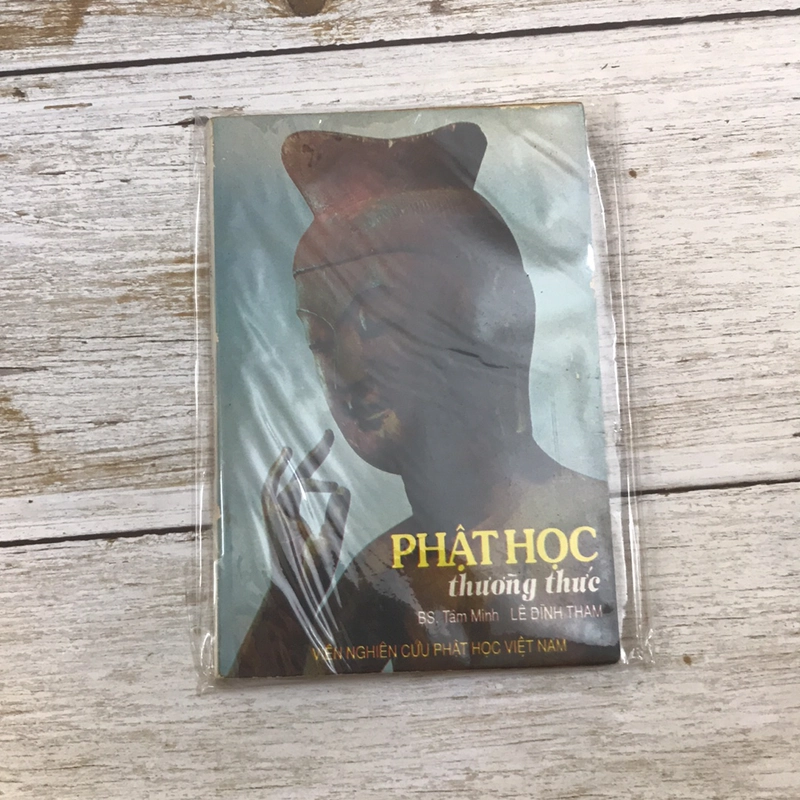 PHẬT HỌC
thường thức
BS. Tâm Minh LÊ ĐÌNH THÁM
VIỆN NGHIÊN CỨU PHẬT HỌC VIỆT NAM